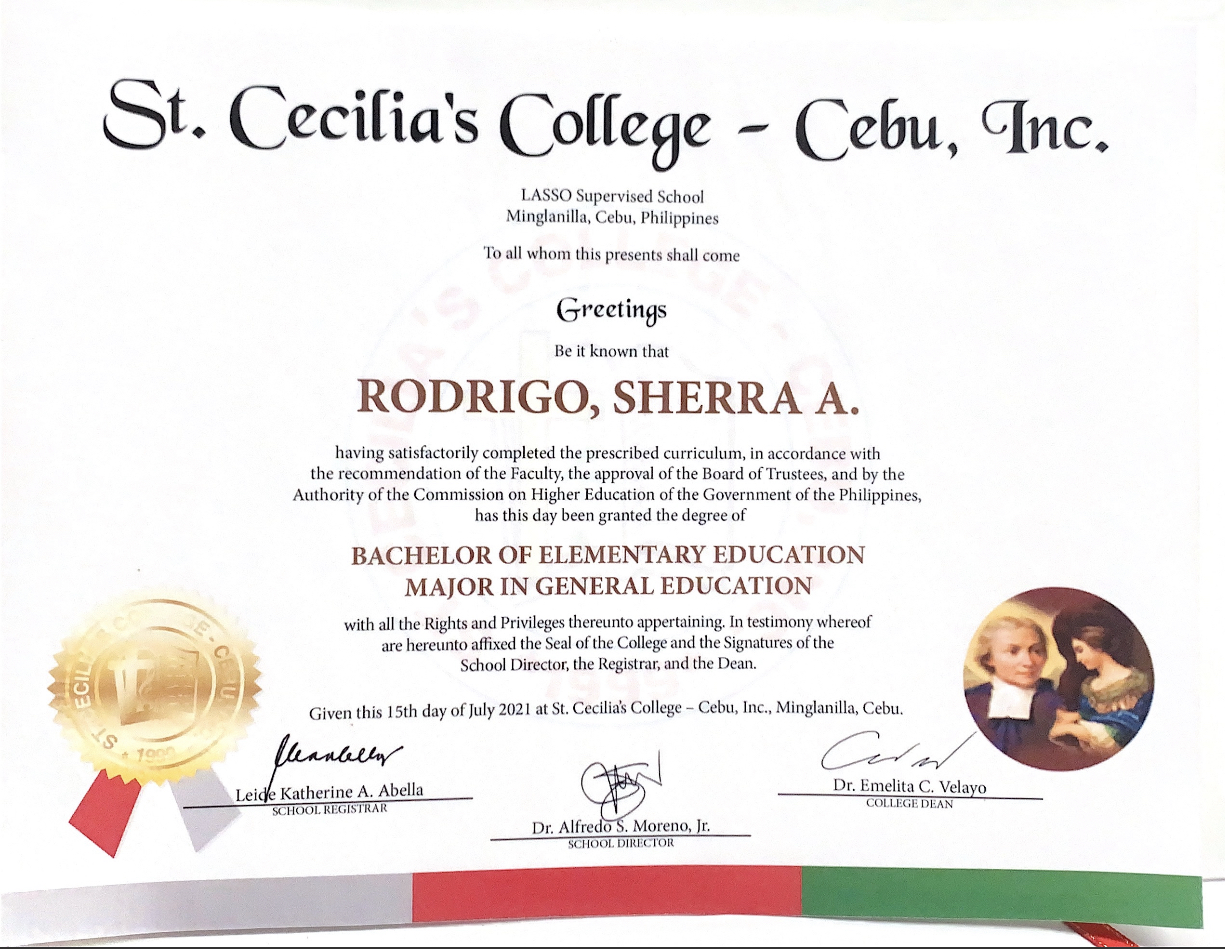 St. Cecilia's College - Cebu, Inc.
LASSO Supervised School
Minglanilla, Cebu, Philippines
To all whom this presents shall come
Greetings
Be it known that
RODRIGO, SHERRA A.
having satisfactorily completed the prescribed curriculum, in accordance with
the recommendation of the Faculty, the approval of the Board of Trustees, and by the
Authority of the Commission on Higher Education of the Government of the Philippines,
has this day been granted the degree of
BACHELOR OF ELEMENTARY EDUCATION
MAJOR IN GENERAL EDUCATION
with all the Rights and Privileges thereunto appertaining. In testimony whereof
are hereunto affixed the Seal of the College and the Signatures of the
School Director, the Registrar, and the Dean.
Given this 15th day of July 2021 at St. Cecilia's College – Cebu, Inc., Minglanilla, Cebu.
Leide Katherine A. Abella
SCHOOL REGISTRAR
Dr. Alfredo S. Moreno, Jr.
SCHOOL DIRECTOR
Dr. Emelita C. Velayo
COLLEGE DEAN